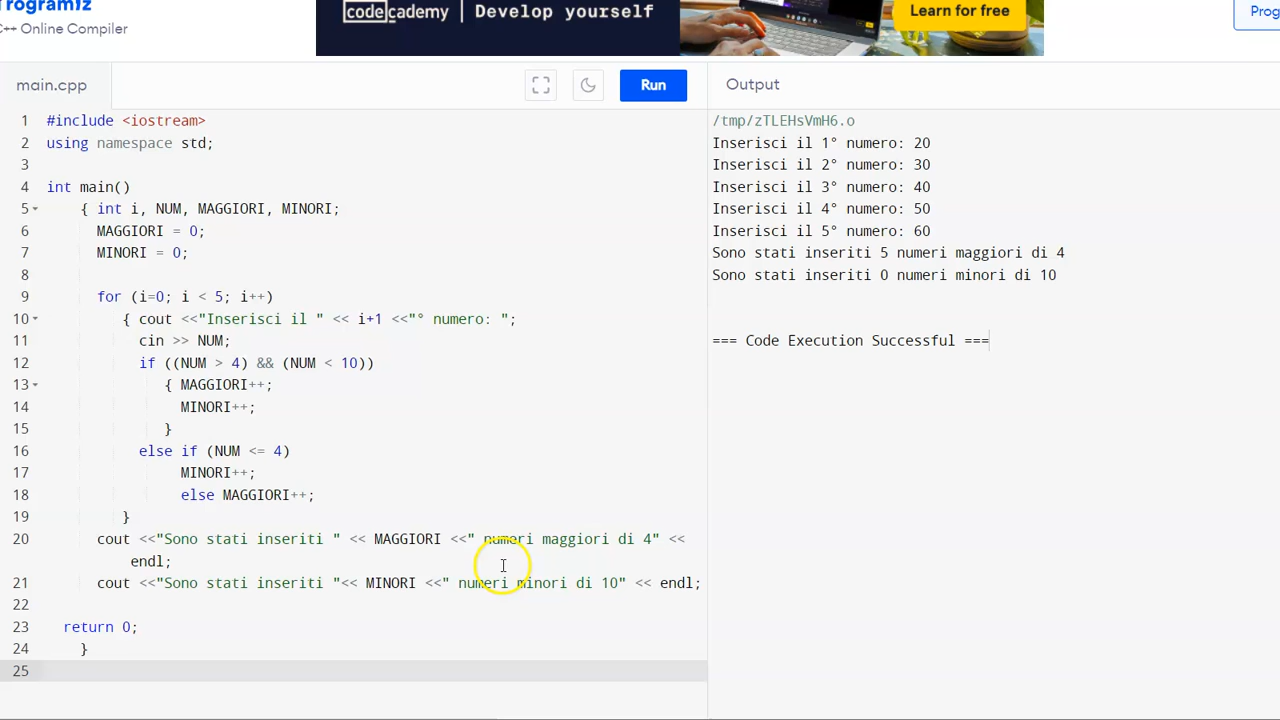 C++ Online Compiler
codecademy | Develop yourself
Learn for free
Prog
main.cpp
Run
Output
1 #include <iostream>
2 using namespace std;
3
4 int main()
5 { int i, NUM, MAGGIORI, MINORI;
6 MAGGIORI = 0;
7 MINORI = 0;
8
9 for (i=0; i < 5; i++)
10 { cout <<"Inserisci il " << i+1 <<"° numero: ";
11 cin >> NUM;
12 if ((NUM > 4) && (NUM < 10))
13 { MAGGIORI++;
14 MINORI++;
15 }
16 else if (NUM <= 4)
17 MINORI++;
18 else MAGGIORI++;
19 }
20 cout <<"Sono stati inseriti " << MAGGIORI <<" numeri maggiori di 4" <<
endl;
21 cout <<"Sono stati inseriti "<< MINORI <<" numeri minori di 10" << endl;
22
23 return 0;
24 }
25
/tmp/zTLEHsVmH6.o
Inserisci il 1° numero: 20
Inserisci il 2° numero: 30
Inserisci il 3° numero: 40
Inserisci il 4° numero: 50
Inserisci il 5° numero: 60
Sono stati inseriti 5 numeri maggiori di 4
Sono stati inseriti 0 numeri minori di 10
=== Code Execution Successful ===